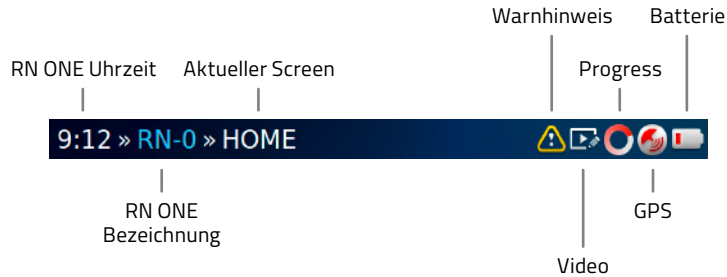 Warnhinweis Batterie
RN ONE Uhrzeit Aktueller Screen Progress
9:12 » RN-0 » HOME
RN ONE
Bezeichnung
GPS
Video